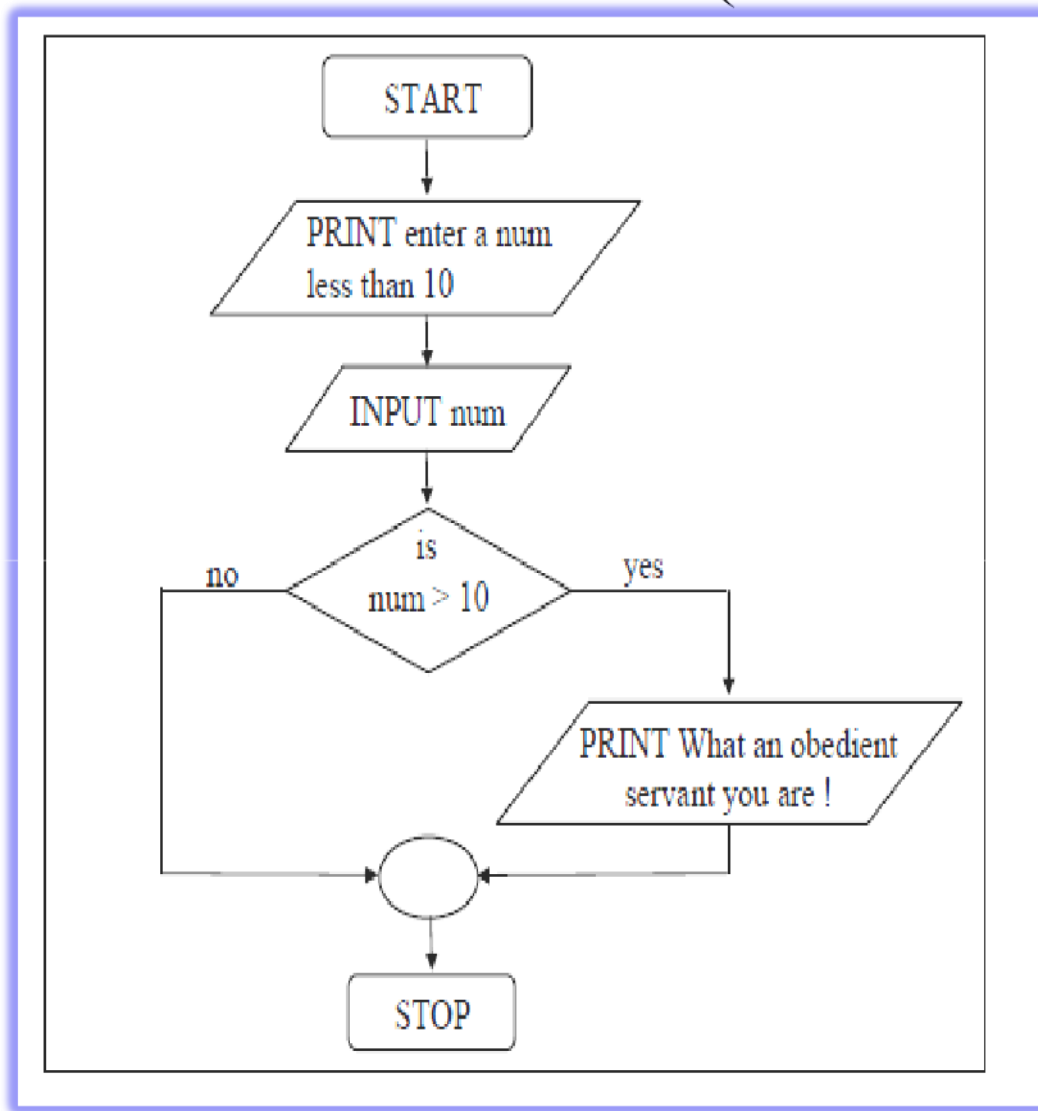 START
PRINT enter a num
less than 10
INPUT num
is
num > 10
no
yes
PRINT What an obedient
servant you are !
STOP